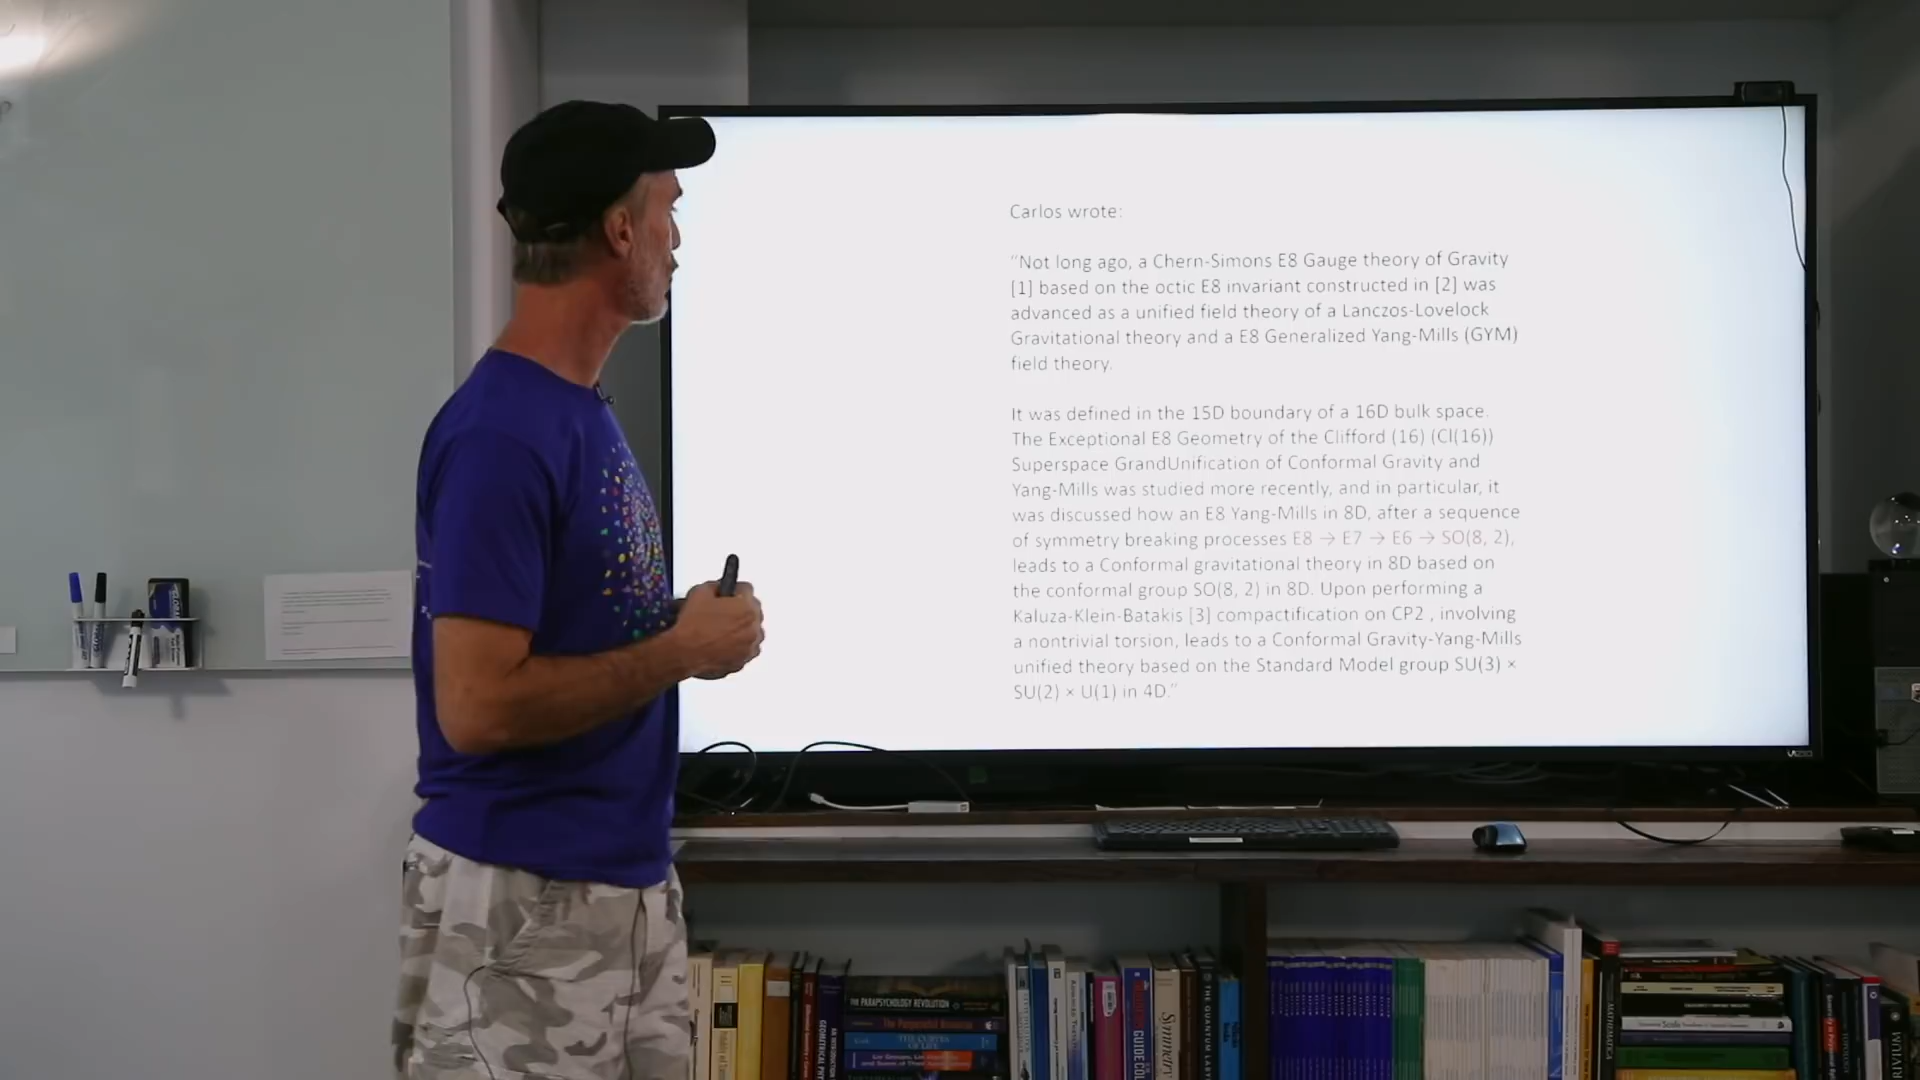 Carlos wrote:
“Not long ago, a Chern-Simons E8 Gauge theory of Gravity
[1] based on the octic E8 invariant constructed in [2] was
advanced as a unified field theory of a Lanczos-Lovelock
Gravitational theory and a E8 Generalized Yang-Mills (GYM)
field theory.
It was defined in the 15D boundary of a 16D bulk space.
The Exceptional E8 Geometry of the Clifford (16) (Cl(16))
Superspace GrandUnification of Conformal Gravity and
Yang-Mills was studied more recently, and in particular, it
was discussed how an E8 Yang-Mills in 8D, after a sequence
of symmetry breaking processes E8 → E7 → E6 → SO(8, 2),
leads to a Conformal gravitational theory in 8D based on
the conformal group SO(8, 2) in 8D. Upon performing a
Kaluza-Klein-Batakis [3] compactification on CP2 , involving
a nontrivial torsion, leads to a Conformal Gravity-Yang-Mills
unified theory based on the Standard Model group SU(3) ×
SU(2) × U(1) in 4D.”
VIZIO
THE PARAPSYCHOLOGY REVOLUTION
THE CURVES OF LIFE
Symmetry
THE QUANTUM
MATHEMATICA